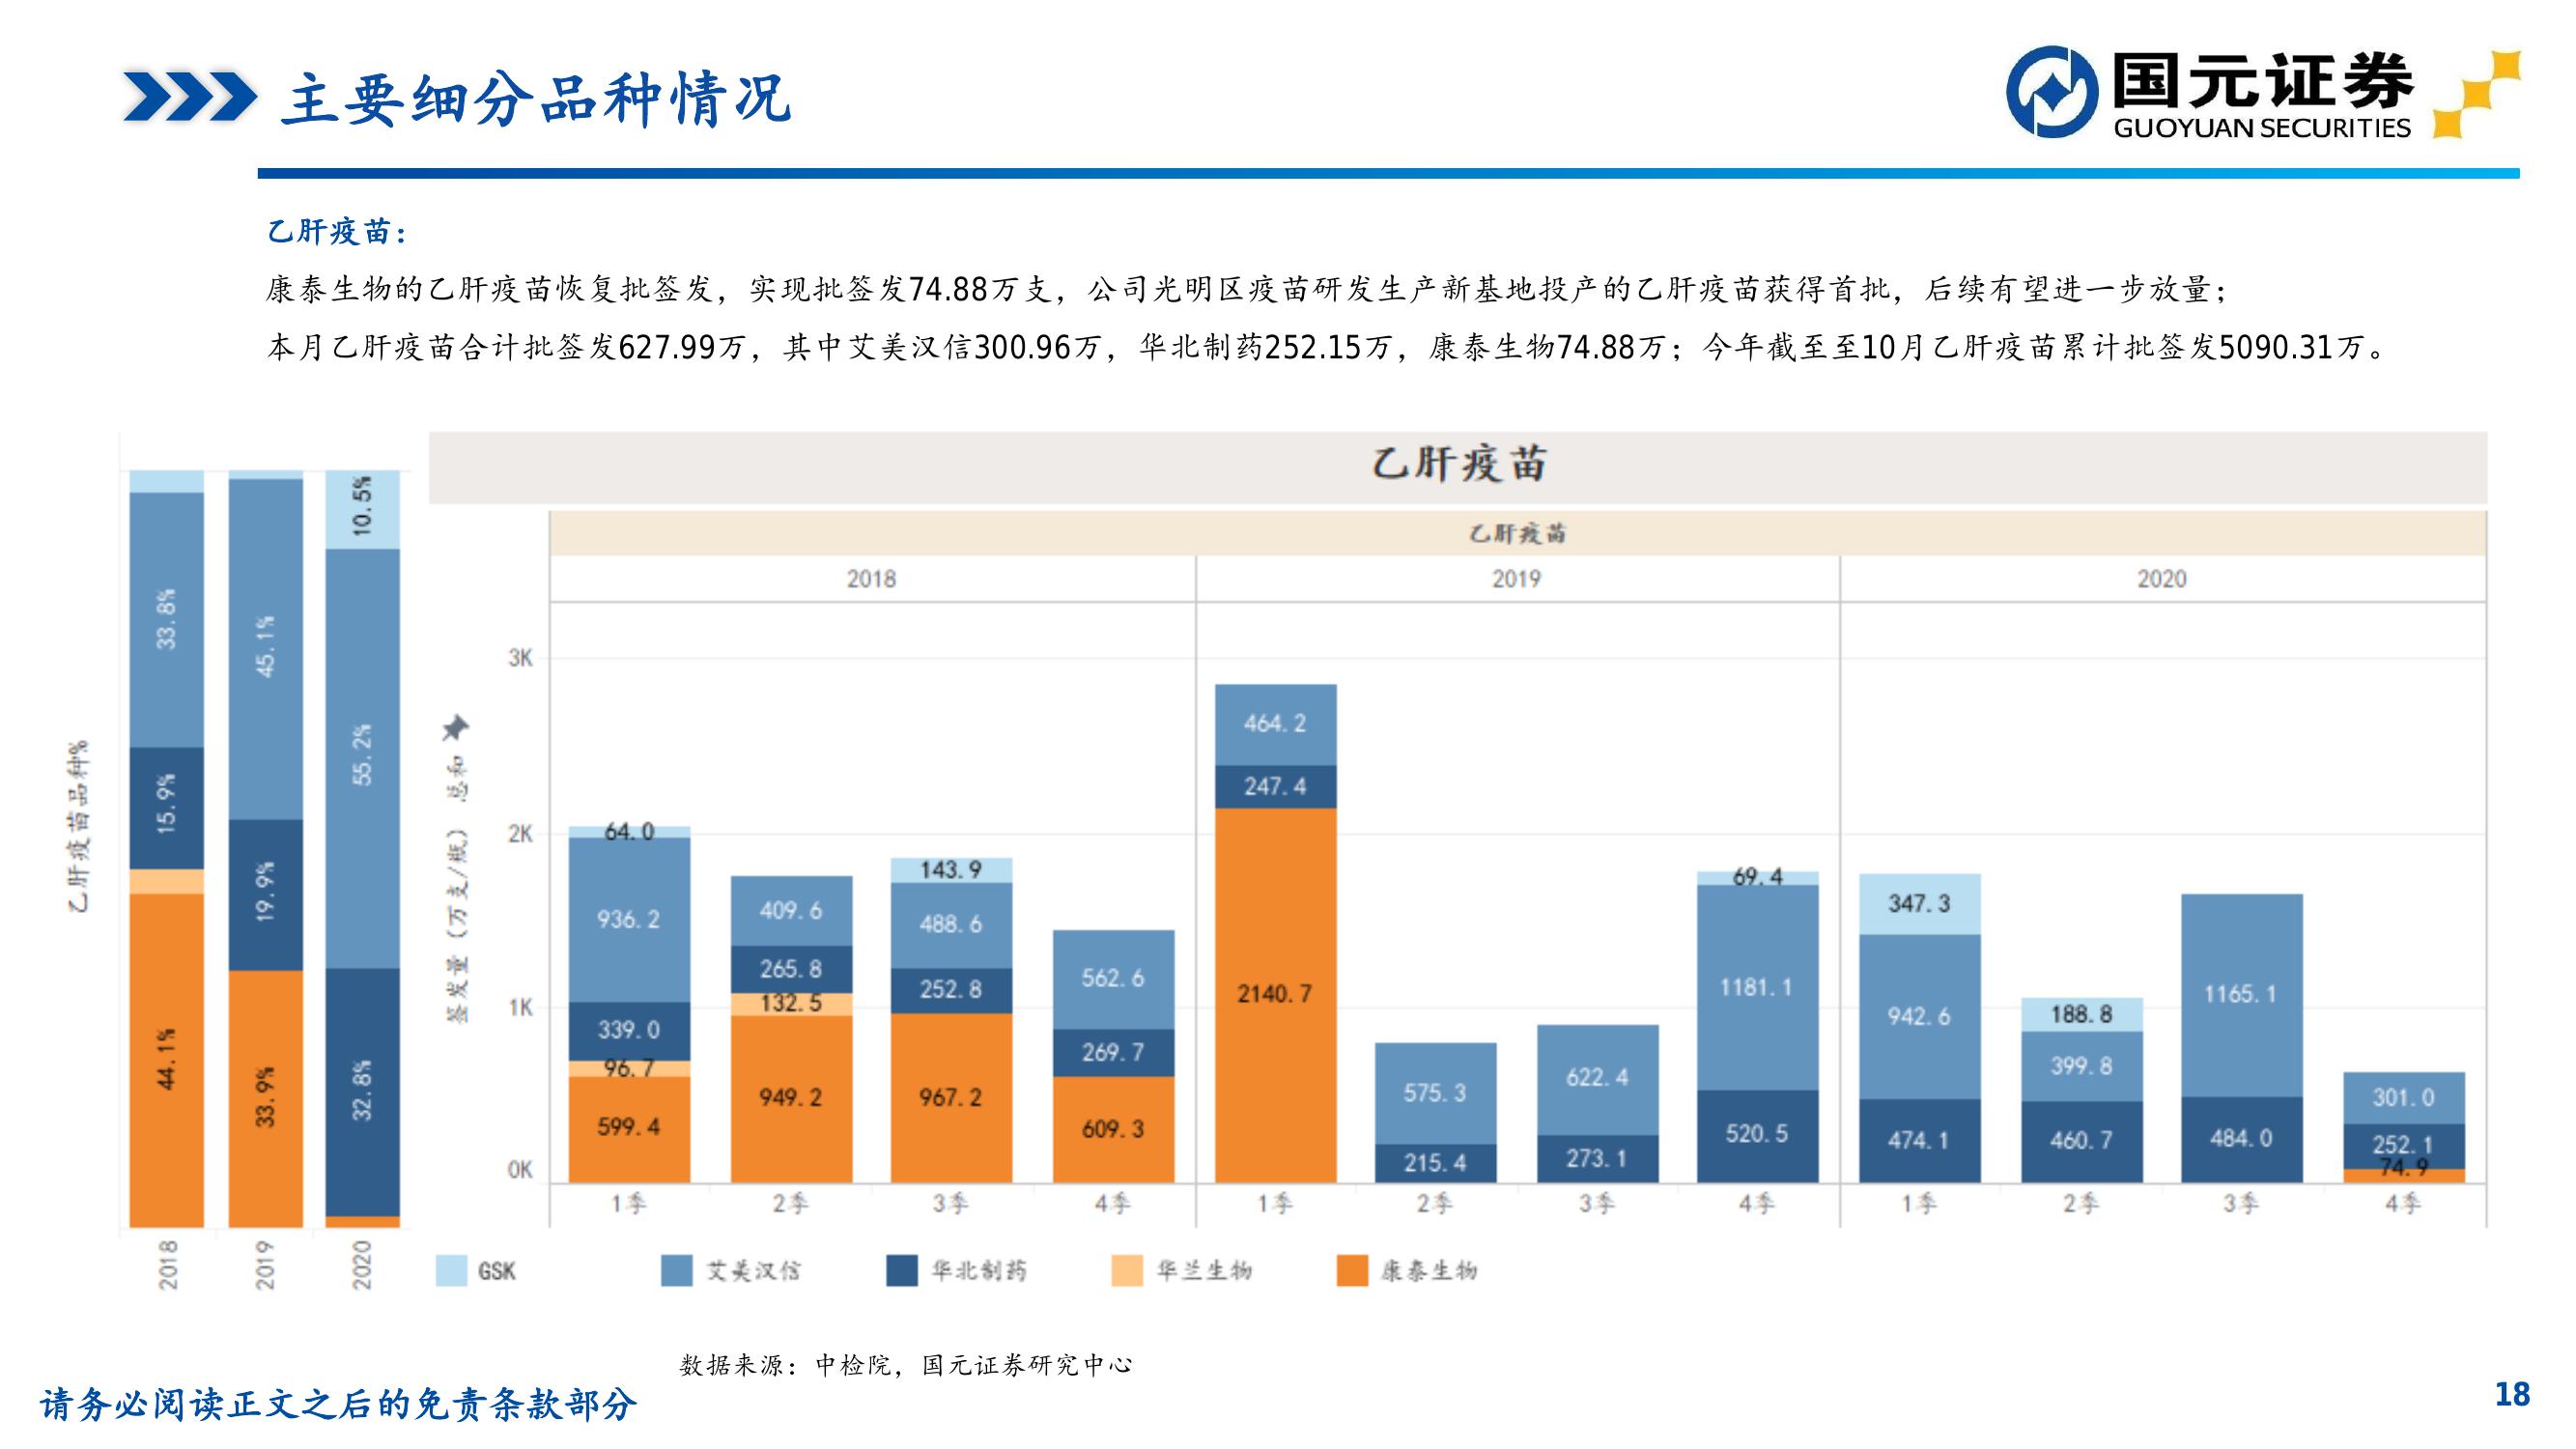 主要细分品种情况
国元证券
GUOYUAN SECURITIES
乙肝疫苗：
康泰生物的乙肝疫苗恢复批签发，实现批签发74.88万支，公司光明区疫苗研发生产新基地投产的乙肝疫苗获得首批，后续有望进一步放量；
本月乙肝疫苗合计批签发627.99万，其中艾美汉信300.96万，华北制药252.15万，康泰生物74.88万；今年截至至10月乙肝疫苗累计批签发5090.31万。
乙肝疫苗品种%
33.8%
15.9%
44.1%
45.1%
19.9%
33.9%
10.5%
55.2%
32.8%
2018 2019 2020
乙肝疫苗
乙肝疫苗
2018 2019 2020
签发量（万支/瓶） 总和
3K
2K
1K
0K
64.0
936.2
339.0
96.7
599.4
409.6
265.8
132.5
949.2
143.9
488.6
252.8
967.2
562.6
269.7
609.3
464.2
247.4
2140.7
575.3
215.4
622.4
273.1
69.4
1181.1
520.5
347.3
942.6
474.1
188.8
399.8
460.7
1165.1
484.0
301.0
252.1
74.9
1季 2季 3季 4季 1季 2季 3季 4季 1季 2季 3季 4季
GSK 艾美汉信 华北制药 华兰生物 康泰生物
数据来源：中检院，国元证券研究中心
请务必阅读正文之后的免责条款部分
18